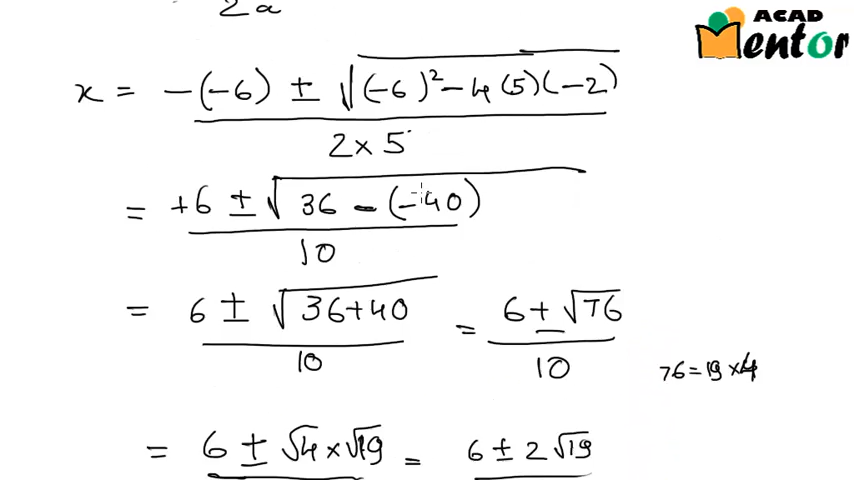 2a
ACAD
mentor
x = -(-6) ± √(-6)² - 4(5)(-2)
2 × 5
= +6 ± √36 - (-40)
10
= 6 ± √36+40 = 6 ± √76
10 10
76 = 19 × 4
= 6 ± √4 × √19 = 6 ± 2√19